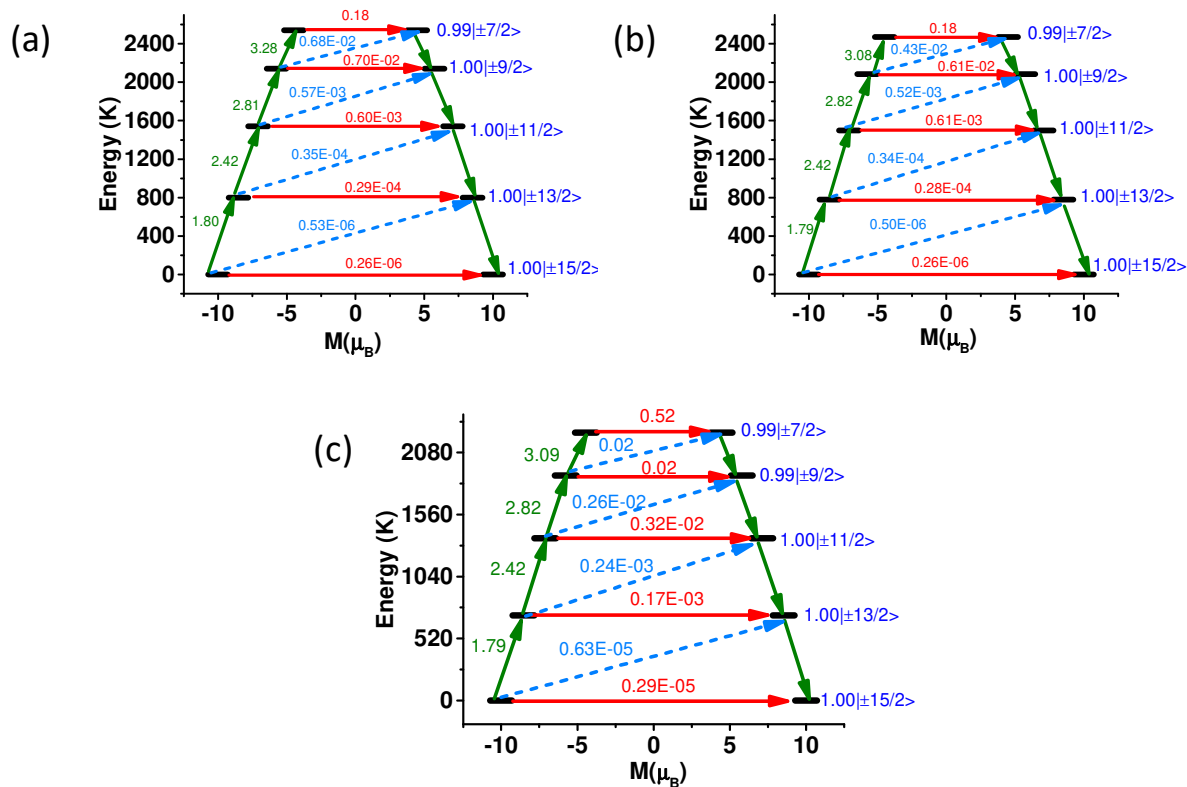 (a)
Energy (K)
2400
2000
1600
1200
800
400
0
-10
-5
0
5
10
M(μB)
0.18
0.99|±7/2>
3.28
0.68E-02
0.70E-02
1.00|±9/2>
2.81
0.57E-03
0.60E-03
1.00|±11/2>
2.42
0.35E-04
0.29E-04
1.00|±13/2>
1.80
0.53E-06
0.26E-06
1.00|±15/2>
(b)
Energy (K)
2400
2000
1600
1200
800
400
0
-10
-5
0
5
10
M(μB)
0.18
0.99|±7/2>
3.08
0.43E-02
0.61E-02
1.00|±9/2>
2.82
0.52E-03
0.61E-03
1.00|±11/2>
2.42
0.34E-04
0.28E-04
1.00|±13/2>
1.79
0.50E-06
0.26E-06
1.00|±15/2>
(c)
Energy (K)
2080
1560
1040
520
0
-10
-5
0
5
10
M(μB)
0.52
0.99|±7/2>
3.09
0.02
0.02
0.99|±9/2>
2.82
0.26E-02
0.32E-02
1.00|±11/2>
2.42
0.24E-03
0.17E-03
1.00|±13/2>
1.79
0.63E-05
0.29E-05
1.00|±15/2>